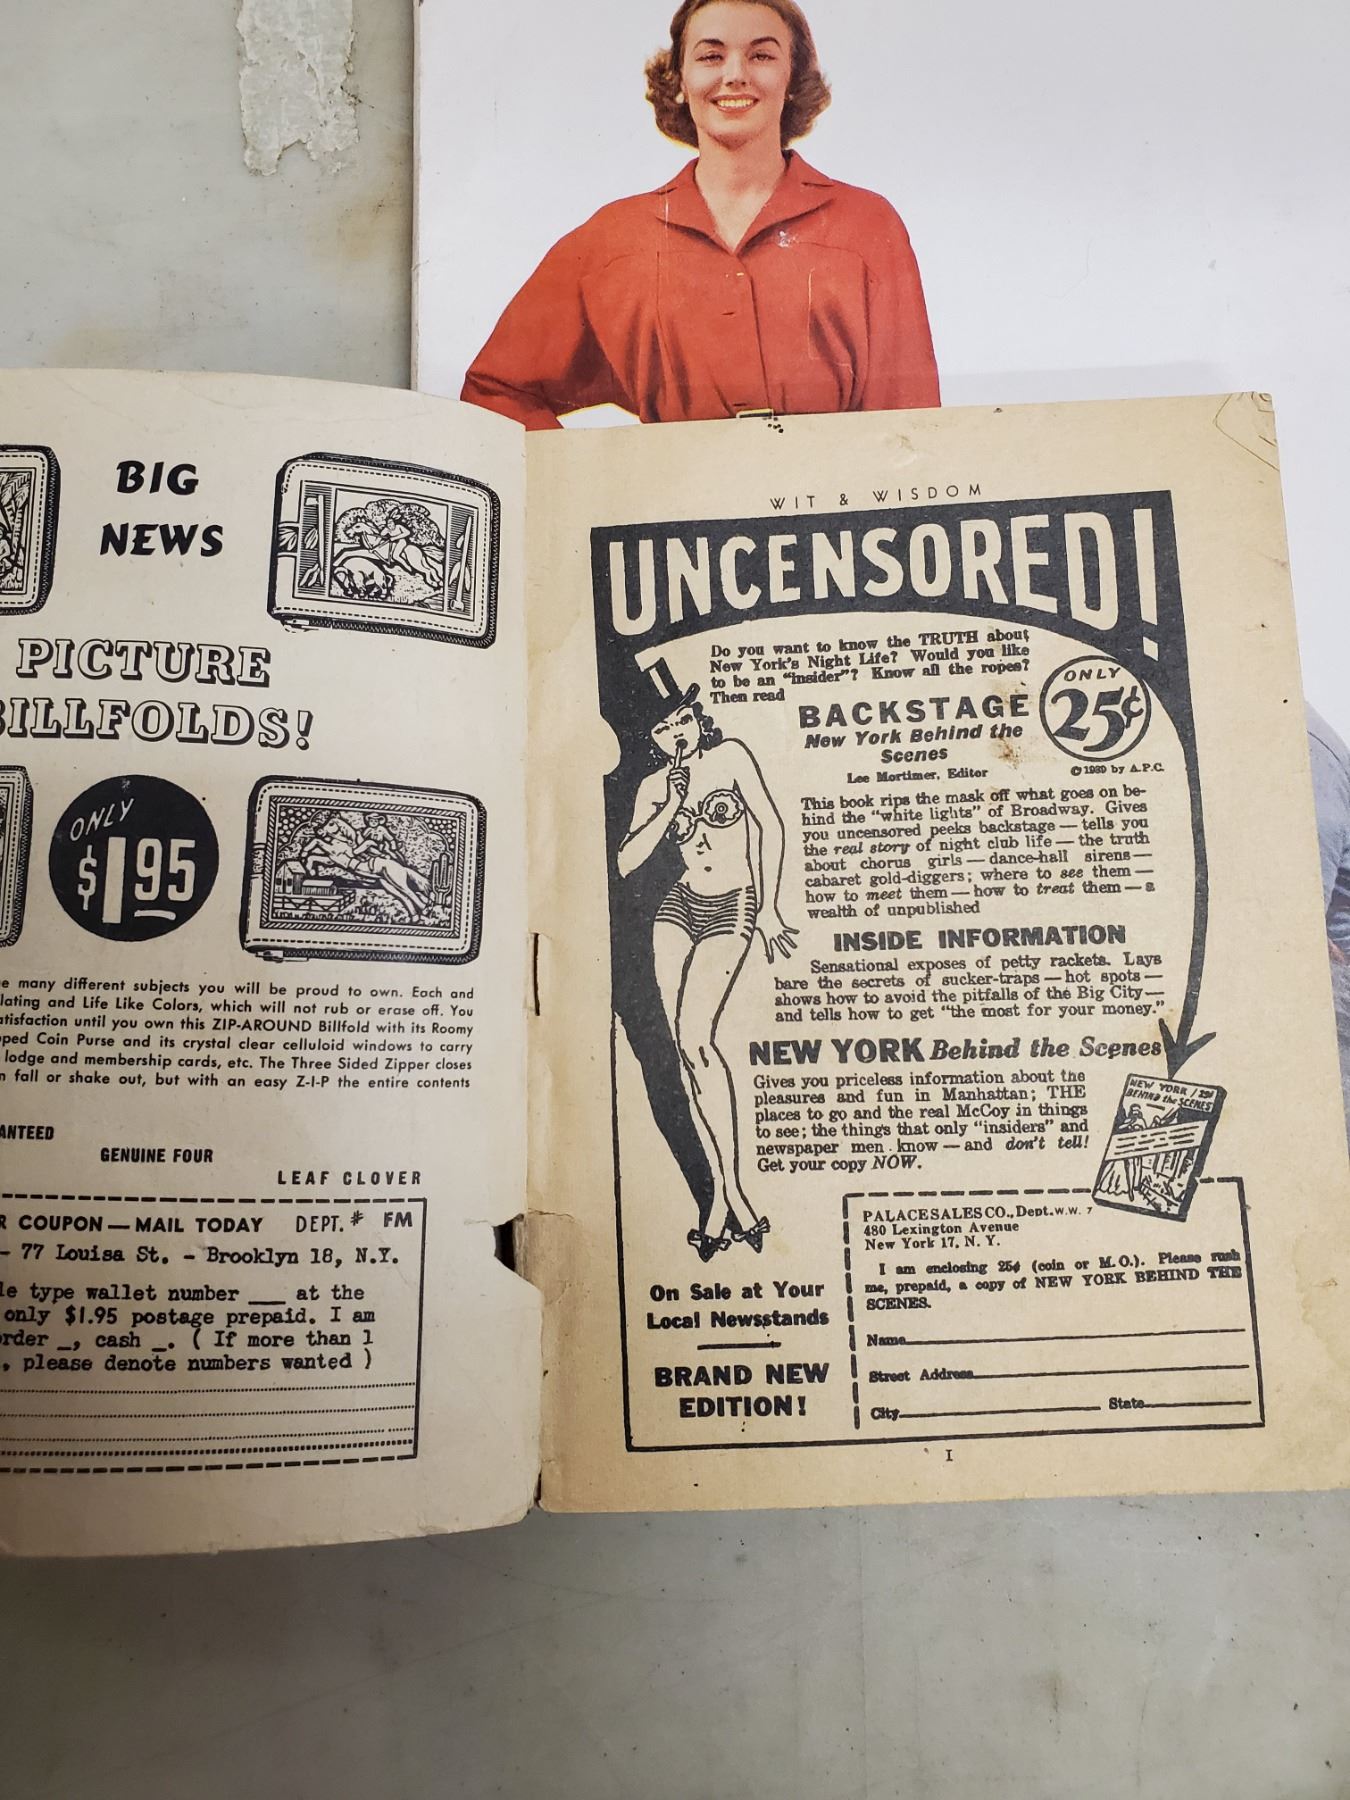 BIG
NEWS
PICTURE
BILLFOLDS!
ONLY
$1.95
many different subjects you will be proud to own. Each and
and Life Like Colors, which will not rub or erase off. You
until you own this ZIP-AROUND Billfold with its Roomy
Coin Purse and its crystal clear celluloid windows to carry
lodge and membership cards, etc. The Three Sided Zipper closes
fall or shake out, but with an easy Z-I-P the entire contents
GENUINE FOUR
LEAF CLOVER
COUPON — MAIL TODAY DEPT. # FM
- 77 Louisa St. - Brooklyn 18, N.Y.
type wallet number ___ at the
only $1.95 postage prepaid. I am
_, cash _. ( If more than 1
, please denote numbers wanted )
WIT & WISDOM
UNCENSORED!
Do you want to know the TRUTH about
New York's Night Life? Would you like
to be an "insider"? Know all the ropes?
Then read
BACKSTAGE
New York Behind the
Scenes
Lee Mortimer, Editor
ONLY
25¢
© 1939 by A.P.C.
This book rips the mask off what goes on be-
hind the "white lights" of Broadway. Gives
you uncensored peeks backstage — tells you
the real story of night club life — the truth
about chorus girls — dance-hall sirens —
cabaret gold-diggers; where to see them —
how to meet them — how to treat them — a
wealth of unpublished
INSIDE INFORMATION
Sensational exposes of petty rackets. Lays
bare the secrets of sucker-traps — hot spots —
shows how to avoid the pitfalls of the Big City —
and tells how to get "the most for your money."
NEW YORK Behind the Scenes
Gives you priceless information about the
pleasures and fun in Manhattan; THE
places to go and the real McCoy in things
to see; the things that only "insiders" and
newspaper men know — and don't tell!
Get your copy NOW.
NEW YORK 25¢
BEHIND the SCENES
On Sale at Your
Local Newsstands
BRAND NEW
EDITION!
PALACE SALES CO., Dept. W.W. 7
480 Lexington Avenue
New York 17, N. Y.
I am enclosing 25¢ (coin or M.O.). Please rush
me, prepaid, a copy of NEW YORK BEHIND THE
SCENES.
Name
Street Address
City State
1